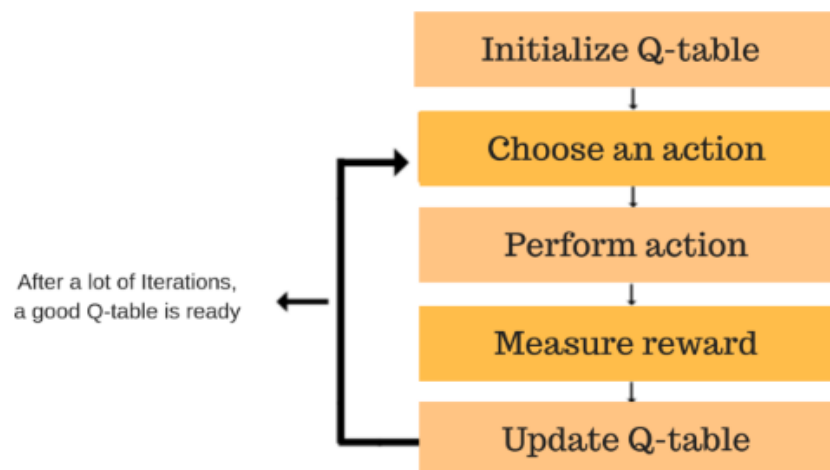 Initialize Q-table
Choose an action
Perform action
After a lot of Iterations,
a good Q-table is ready
Measure reward
Update Q-table